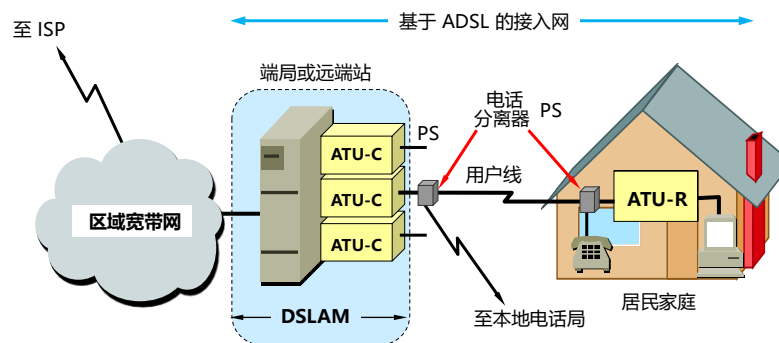 基于 ADSL 的接入网
至 ISP
端局或远端站
电话
分离器
PS
PS
ATU-C
ATU-C
ATU-C
用户线
ATU-R
区域宽带网
DSLAM
至本地电话局
居民家庭